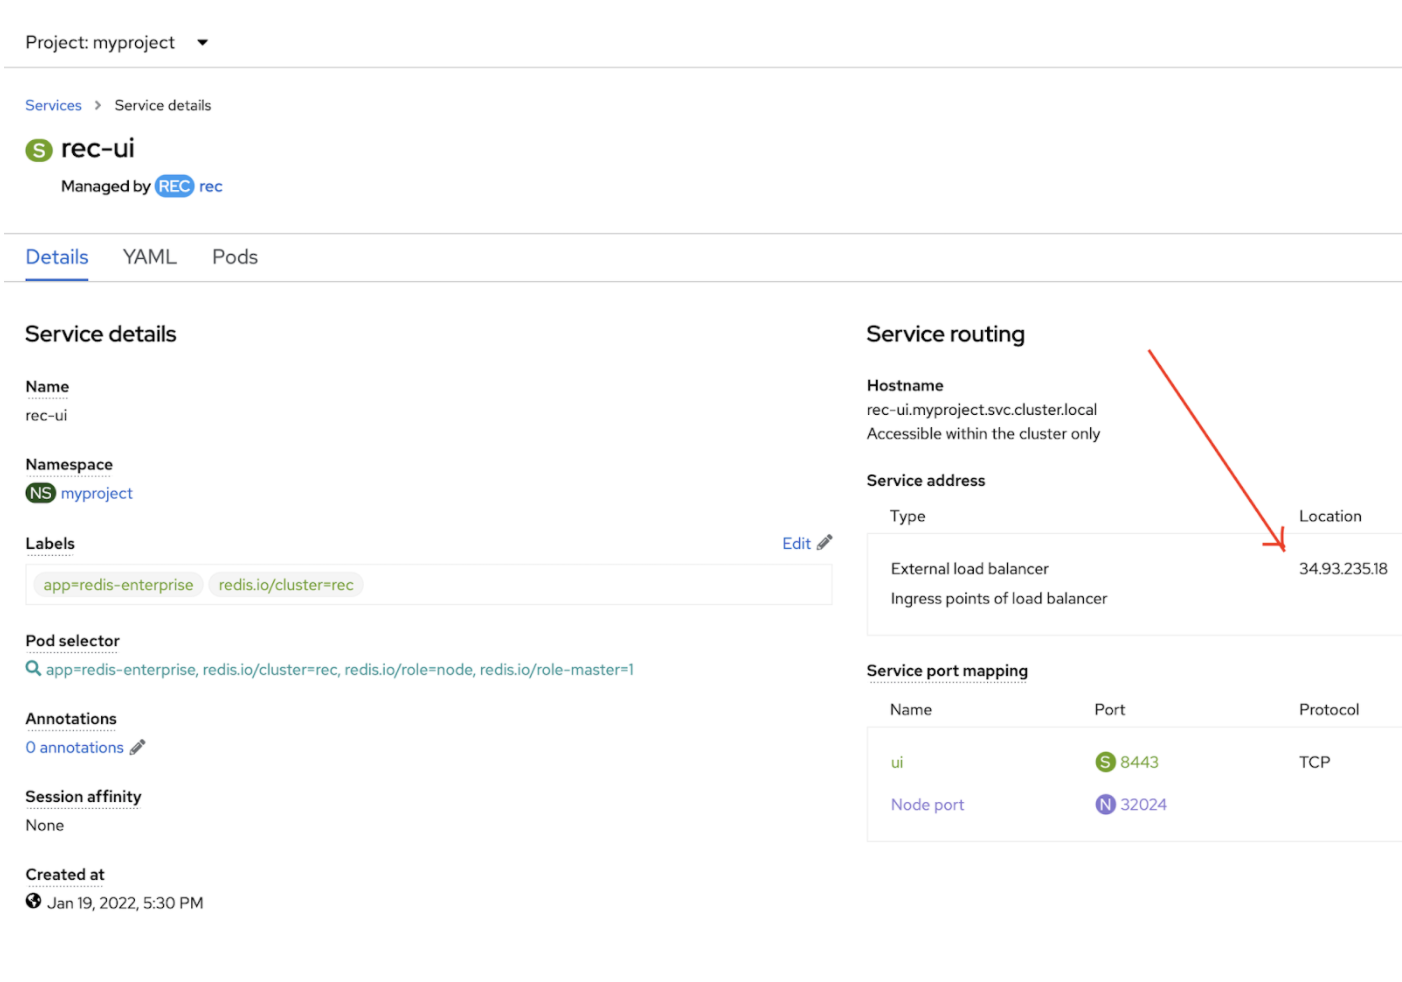 Project: myproject
Services > Service details
S rec-ui
Managed by REC rec
Details YAML Pods
Service details
Name
rec-ui
Namespace
NS myproject
Labels
Edit
app=redis-enterprise redis.io/cluster=rec
Pod selector
app=redis-enterprise, redis.io/cluster=rec, redis.io/role=node, redis.io/role-master=1
Annotations
0 annotations
Session affinity
None
Created at
Jan 19, 2022, 5:30 PM
Service routing
Hostname
rec-ui.myproject.svc.cluster.local
Accessible within the cluster only
Service address
Type Location
External load balancer 34.93.235.18
Ingress points of load balancer
Service port mapping
Name Port Protocol
ui S 8443 TCP
Node port N 32024